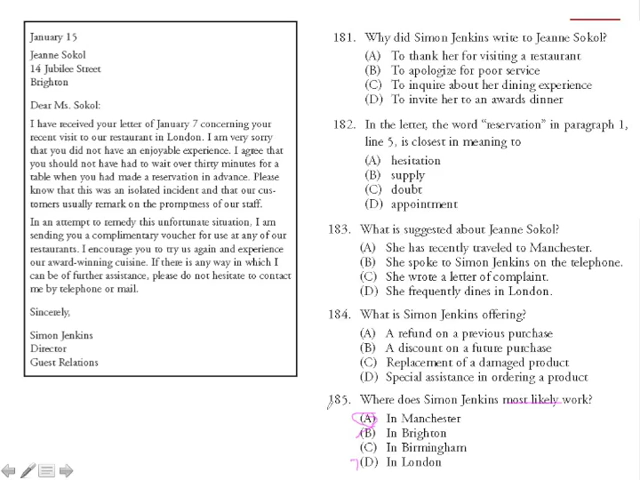 January 15
Jeanne Sokol
14 Jubilee Street
Brighton
Dear Ms. Sokol:
I have received your letter of January 7 concerning your
recent visit to our restaurant in London. I am very sorry
that you did not have an enjoyable experience. I agree that
you should not have had to wait over thirty minutes for a
table when you had made a reservation in advance. Please
know that this was an isolated incident and that our cus-
tomers usually remark on the promptness of our staff.
In an attempt to remedy this unfortunate situation, I am
sending you a complimentary voucher for use at any of our
restaurants. I encourage you to try us again and experience
our award-winning cuisine. If there is any way in which I
can be of further assistance, please do not hesitate to contact
me by telephone or mail.
Sincerely,
Simon Jenkins
Director
Guest Relations
181. Why did Simon Jenkins write to Jeanne Sokol?
(A) To thank her for visiting a restaurant
(B) To apologize for poor service
(C) To inquire about her dining experience
(D) To invite her to an awards dinner
182. In the letter, the word “reservation” in paragraph 1,
line 5, is closest in meaning to
(A) hesitation
(B) supply
(C) doubt
(D) appointment
183. What is suggested about Jeanne Sokol?
(A) She has recently traveled to Manchester.
(B) She spoke to Simon Jenkins on the telephone.
(C) She wrote a letter of complaint.
(D) She frequently dines in London.
184. What is Simon Jenkins offering?
(A) A refund on a previous purchase
(B) A discount on a future purchase
(C) Replacement of a damaged product
(D) Special assistance in ordering a product
185. Where does Simon Jenkins most likely work?
(A) In Manchester
(B) In Brighton
(C) In Birmingham
(D) In London